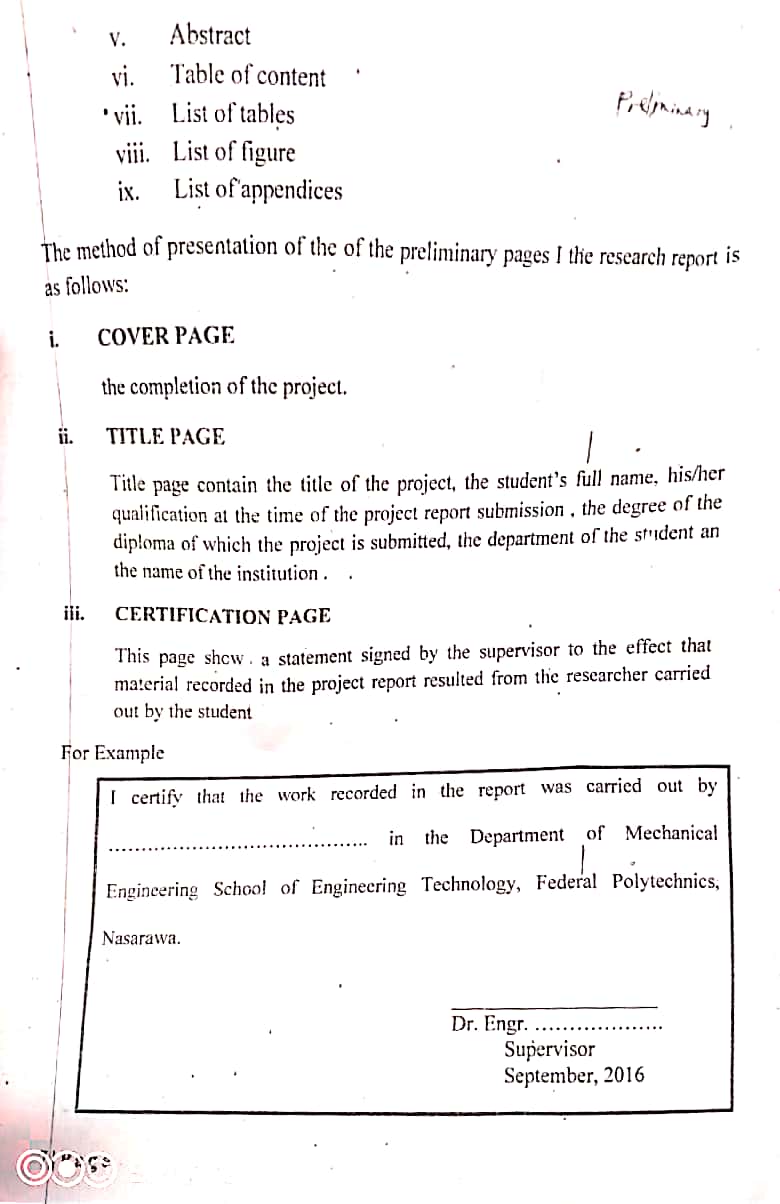 v. Abstract
vi. Table of content
vii. List of tables
Preliminary
viii. List of figure
ix. List of appendices
The method of presentation of the of the preliminary pages I the research report is
as follows:
i. COVER PAGE
the completion of the project.
ii. TITLE PAGE
Title page contain the title of the project, the student's full name, his/her
qualification at the time of the project report submission , the degree of the
diploma of which the project is submitted, the department of the student an
the name of the institution .
iii. CERTIFICATION PAGE
This page show a statement signed by the supervisor to the effect that
material recorded in the project report resulted from the researcher carried
out by the student
For Example
I certify that the work recorded in the report was carried out by
........................................ in the Department of Mechanical
Engineering School of Engineering Technology, Federal Polytechnics,
Nasarawa.
Dr. Engr. ...................
Supervisor
September, 2016